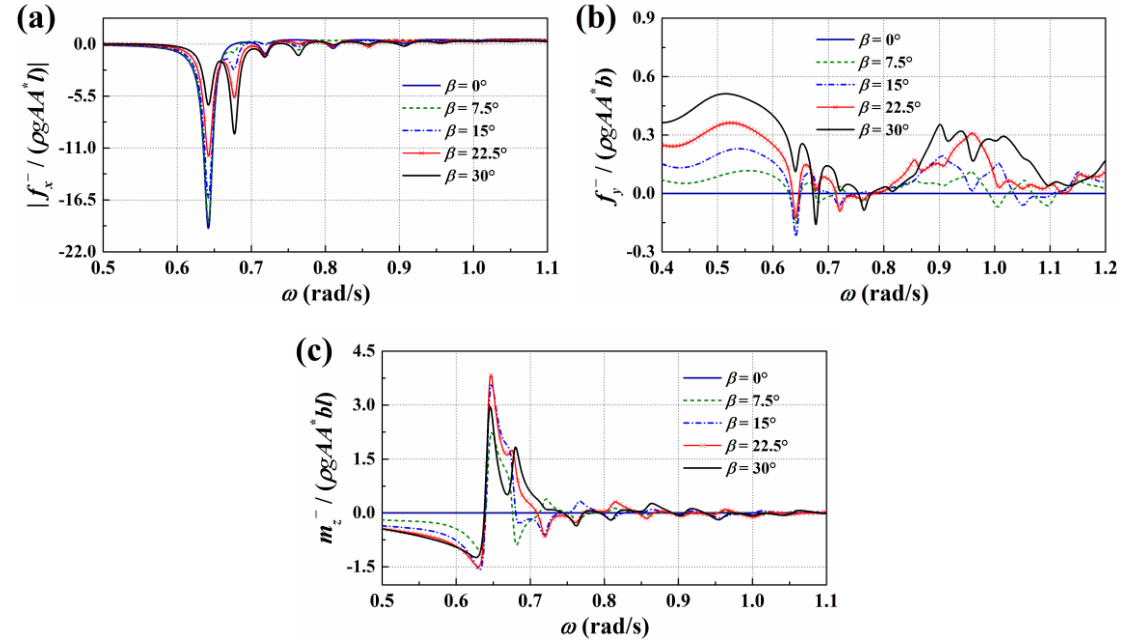 (a)
0.0
-5.5
-11.0
-16.5
-22.0
|f_x^- / (ρgAA*l)|
β = 0°
β = 7.5°
β = 15°
β = 22.5°
β = 30°
0.5 0.6 0.7 0.8 0.9 1.0 1.1
ω (rad/s)
(b)
0.9
0.6
0.3
0.0
-0.3
f_y^- / (ρgAA*b)
β = 0°
β = 7.5°
β = 15°
β = 22.5°
β = 30°
0.4 0.5 0.6 0.7 0.8 0.9 1.0 1.1 1.2
ω (rad/s)
(c)
4.5
3.0
1.5
0.0
-1.5
m_z^- / (ρgAA*bl)
β = 0°
β = 7.5°
β = 15°
β = 22.5°
β = 30°
0.5 0.6 0.7 0.8 0.9 1.0 1.1
ω (rad/s)